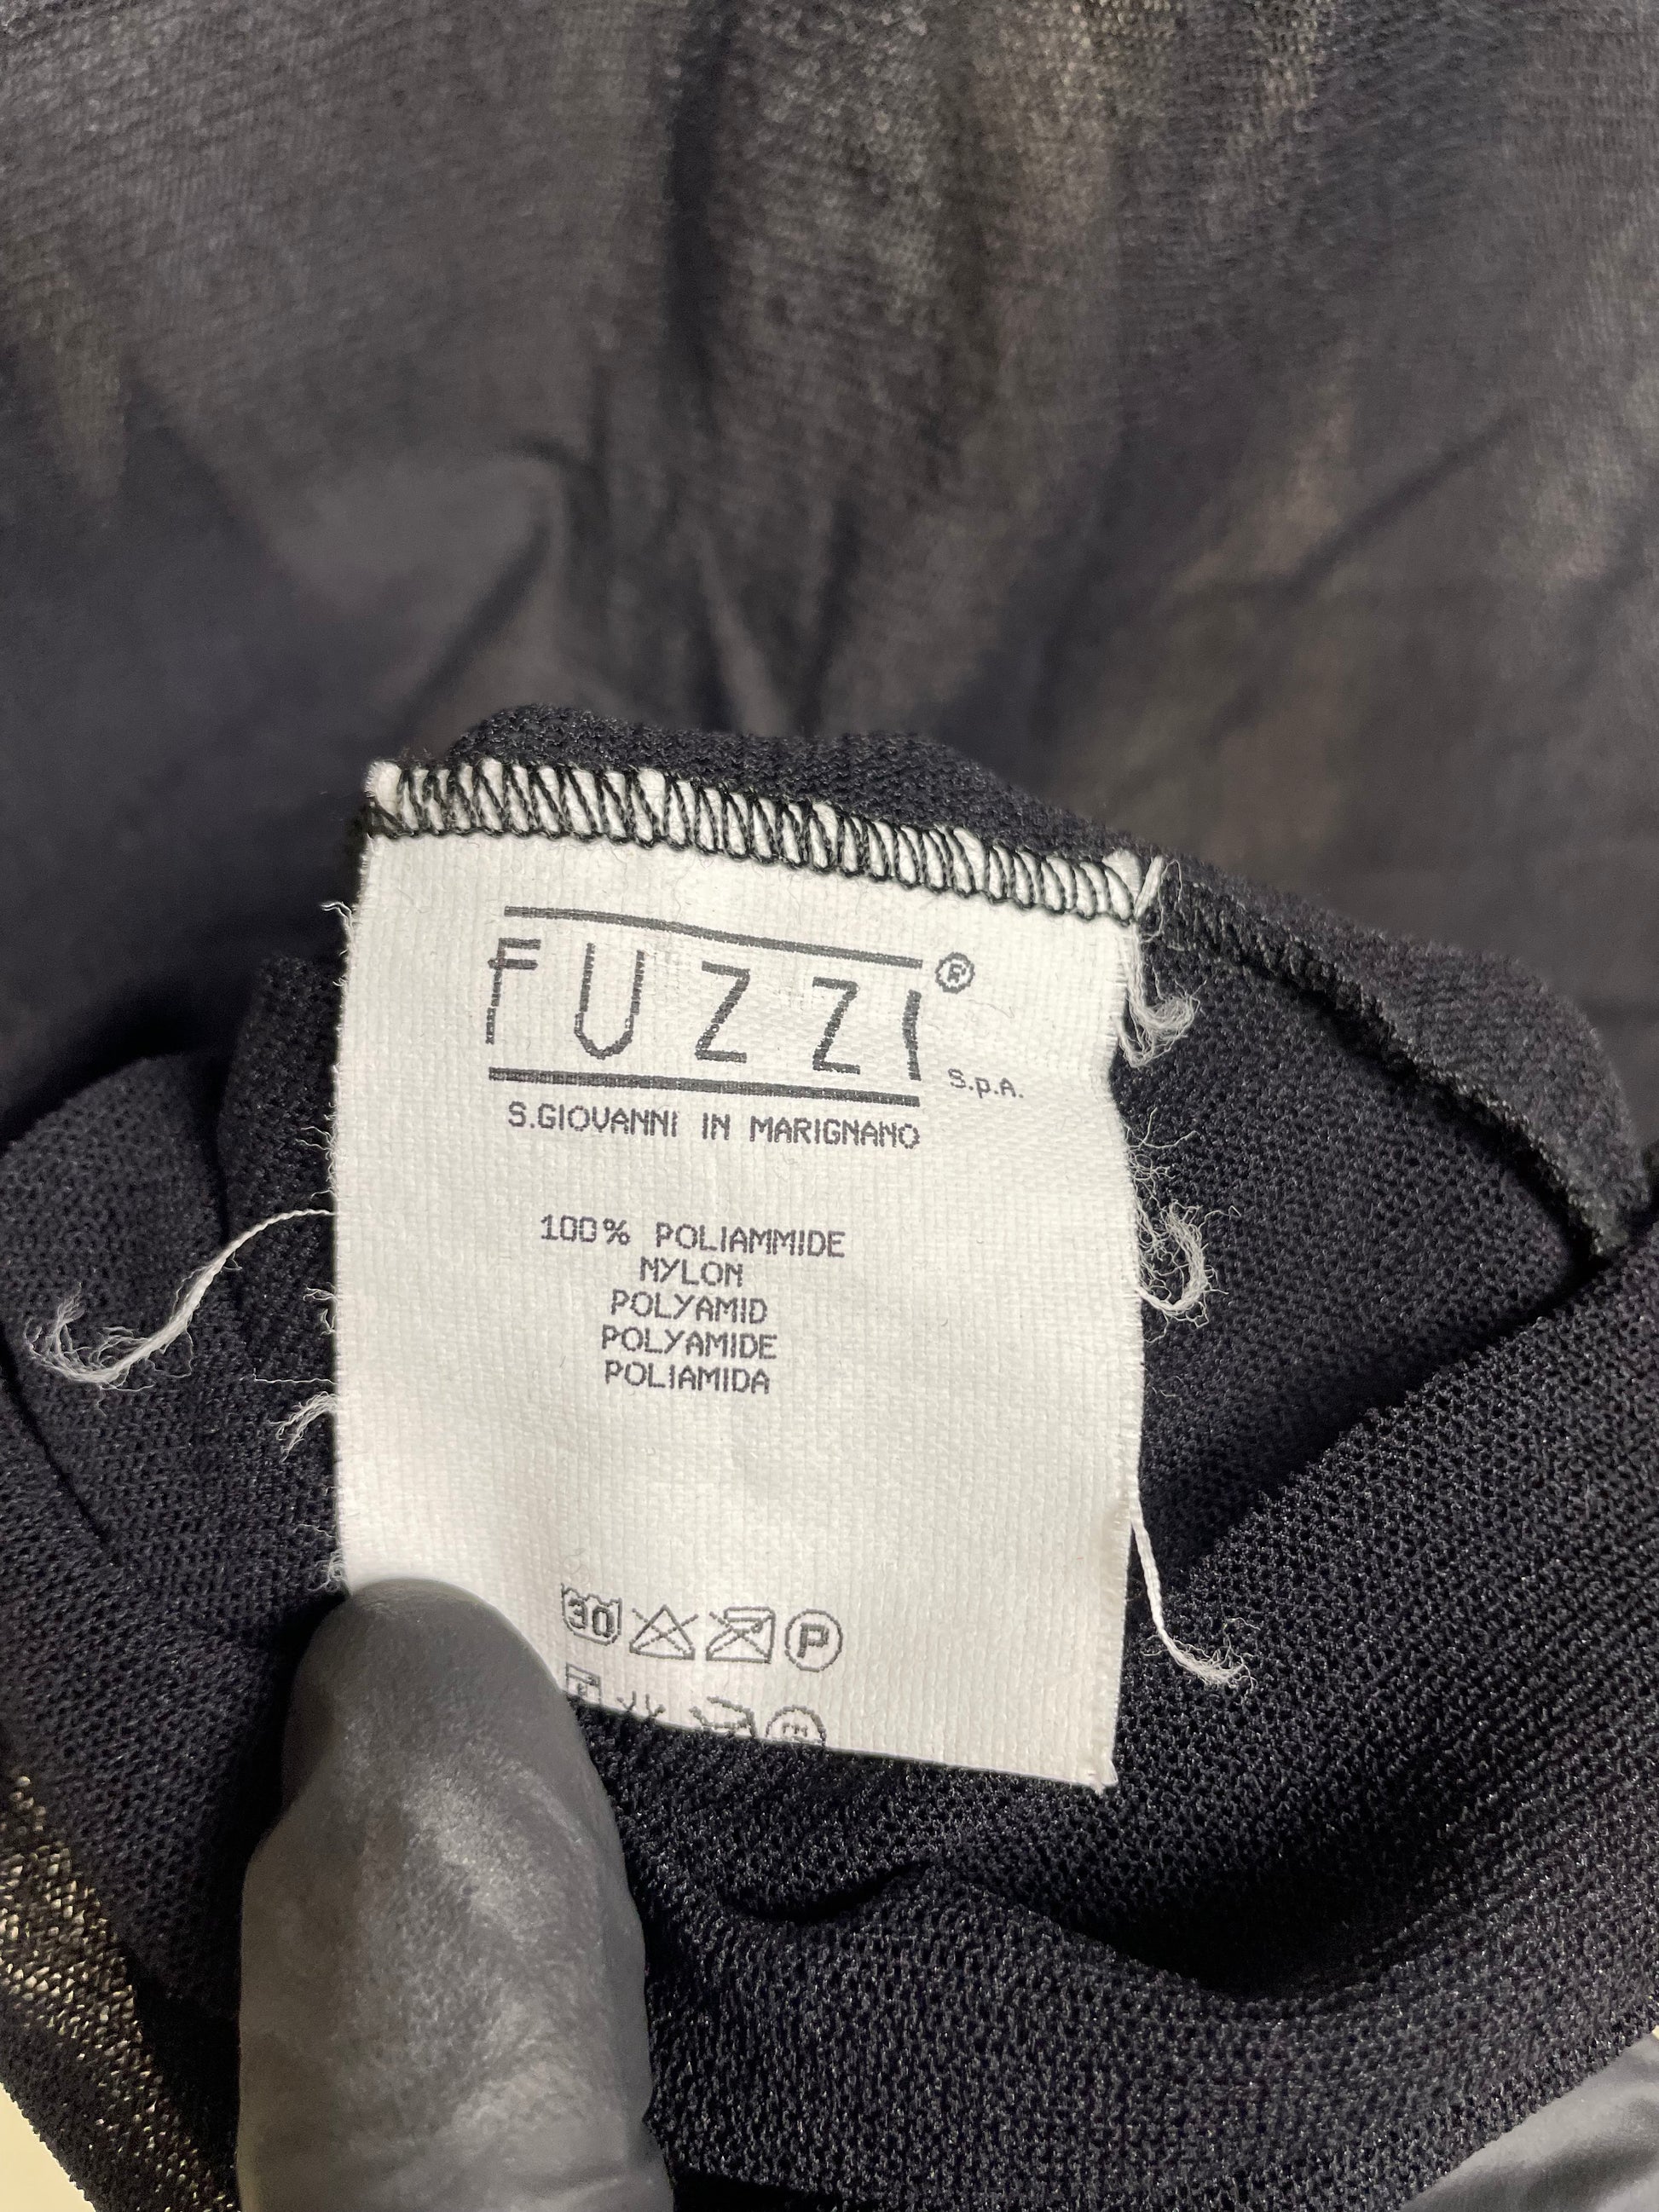 FUZZI®
S.p.A.
S.GIOVANNI IN MARIGNANO
100% POLIAMMIDE
NYLON
POLYAMID
POLYAMIDE
POLIAMIDA
30 P